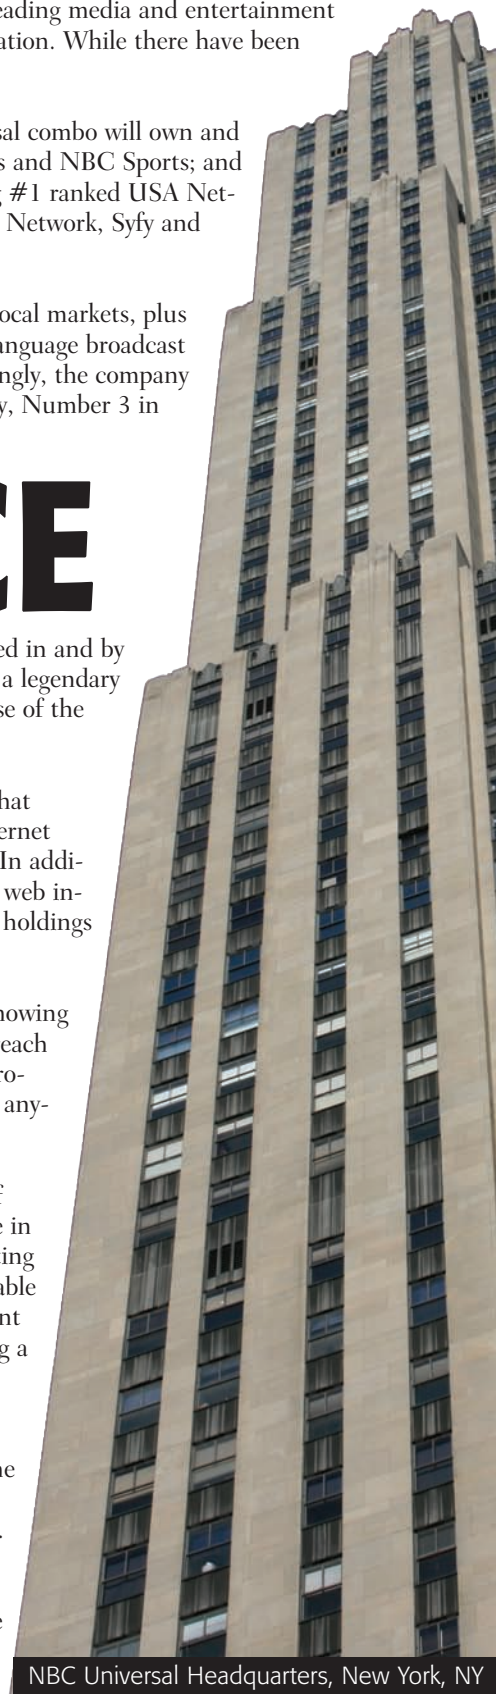 eading media and entertainment
ation. While there have been
sal combo will own and
s and NBC Sports; and
g #1 ranked USA Net-
Network, Syfy and
ocal markets, plus
anguage broadcast
ngly, the company
y, Number 3 in
CE
ed in and by
a legendary
se of the
hat
ernet
In addi-
web in-
holdings
howing
each
ro-
any-
f
e in
ting
able
nt
g a
he
.
e
NBC Universal Headquarters, New York, NY